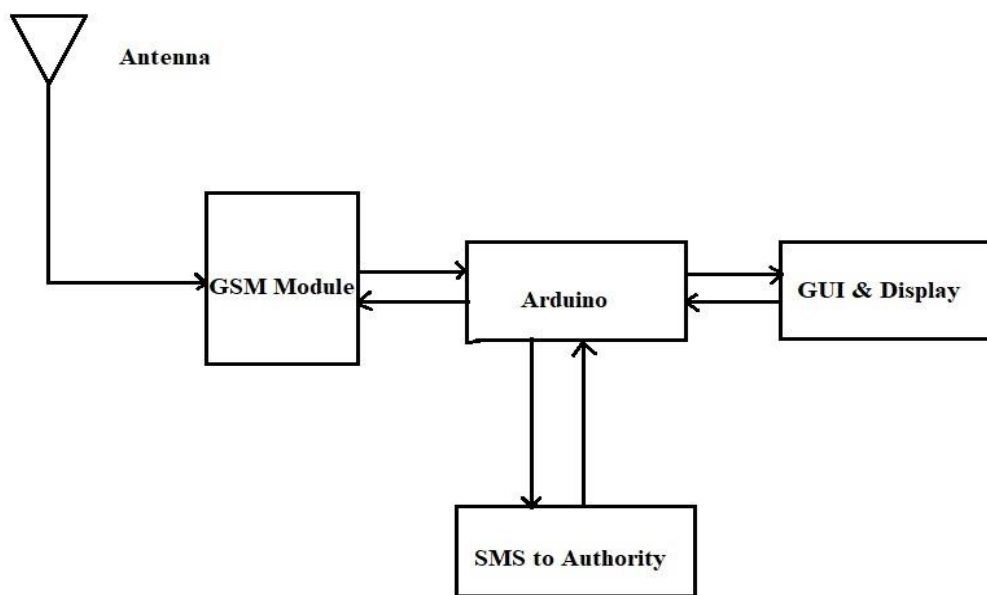 Antenna
GSM Module
Arduino
GUI & Display
SMS to Authority